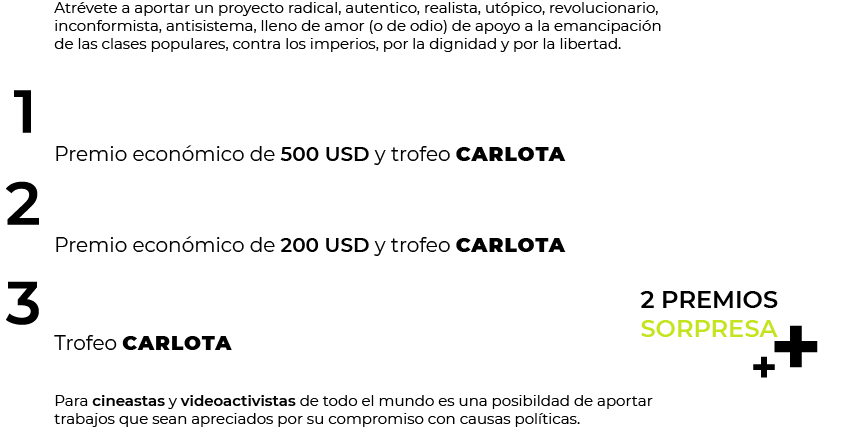 Atrévete a aportar un proyecto radical, autentico, realista, utópico, revolucionario,
inconformista, antisistema, lleno de amor (o de odio) de apoyo a la emancipación
de las clases populares, contra los imperios, por la dignidad y por la libertad.
1
Premio económico de 500 USD y trofeo CARLOTA
2
Premio económico de 200 USD y trofeo CARLOTA
3
Trofeo CARLOTA
2 PREMIOS
SORPRESA
++
Para cineastas y videoactivistas de todo el mundo es una posibildad de aportar
trabajos que sean apreciados por su compromiso con causas políticas.